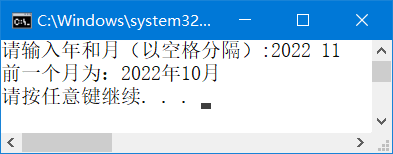 C:\Windows\system32...
请输入年和月（以空格分隔）:2022 11
前一个月为：2022年10月
请按任意键继续. . .